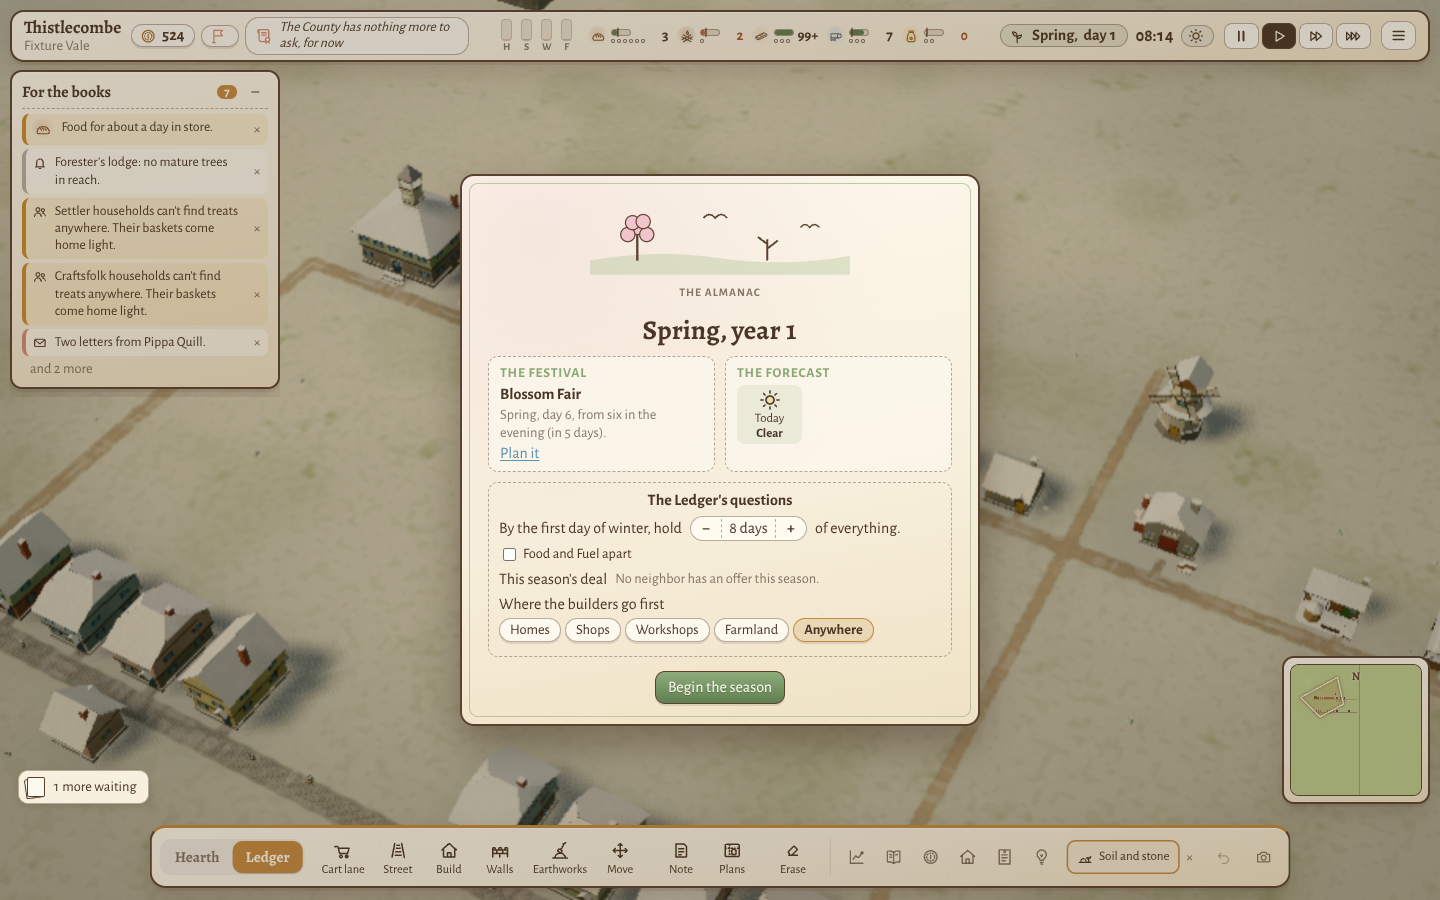 Thistlecombe
Fixture Vale
524
The County has nothing more to
ask, for now
H S W F
3
2
99+
7
0
Spring, day 1
08:14
For the books
7
Food for about a day in store.
Forester's lodge: no mature trees
in reach.
Settler households can't find treats
anywhere. Their baskets come
home light.
Craftsfolk households can't find
treats anywhere. Their baskets
come home light.
Two letters from Pippa Quill.
and 2 more
THE ALMANAC
Spring, year 1
THE FESTIVAL
Blossom Fair
Spring, day 6, from six in the
evening (in 5 days).
Plan it
THE FORECAST
Today
Clear
The Ledger's questions
By the first day of winter, hold − 8 days + of everything.
Food and Fuel apart
This season's deal No neighbor has an offer this season.
Where the builders go first
Homes Shops Workshops Farmland Anywhere
Begin the season
N
1 more waiting
Hearth Ledger
Cart lane Street Build Walls Earthworks Move Note Plans Erase
Soil and stone ×